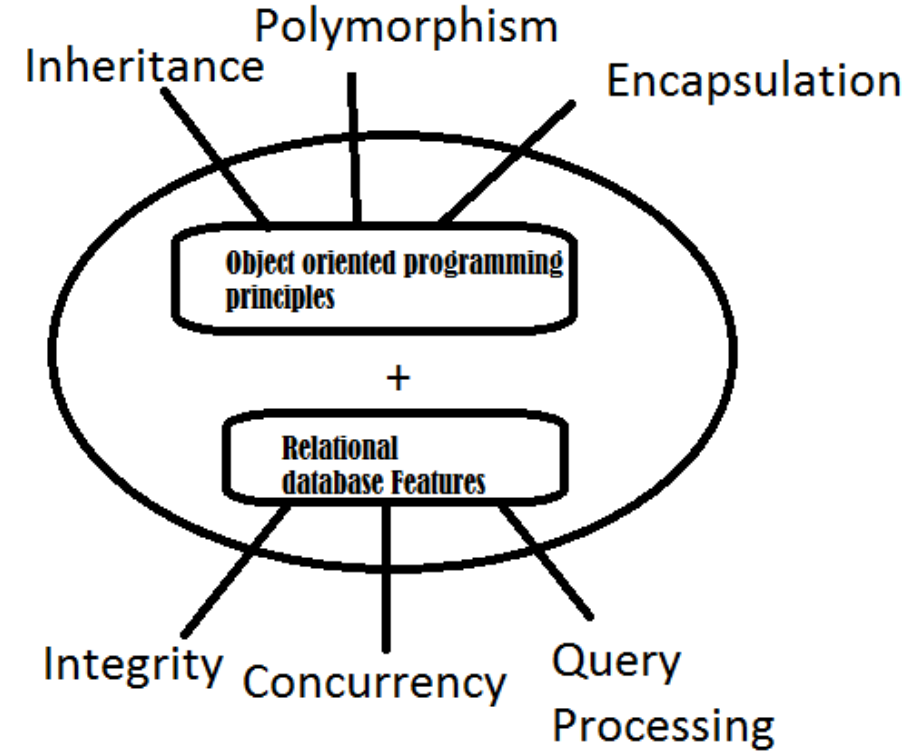 Polymorphism
Inheritance
Encapsulation
Object oriented programming
principles
+
Relational
database Features
Integrity
Concurrency
Query
Processing